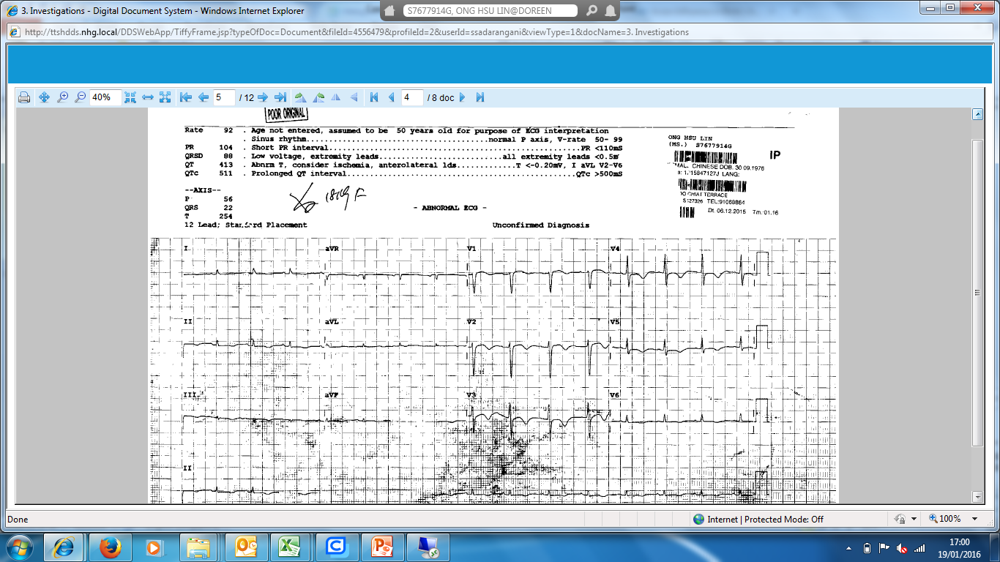 3. Investigations - Digital Document System - Windows Internet Explorer
S7677914G, ONG HSU LIN@DOREEN
http://ttshdds.nhg.local/DDSWebApp/TiffyFrame.jsp?typeOfDoc=Document&fileId=4556479&profileId=2&userId=ssadarangani&viewType=1&docName=3. Investigations
40% 5 / 12 4 / 8 doc
POOR ORIGINAL
Rate 92 . Age not entered, assumed to be 50 years old for purpose of ECG interpretation
. Sinus rhythm.............................................normal P axis, V-rate 50- 99
PR 104 . Short PR interval...............................................................PR <110mS
QRSD 88 . Low voltage, extremity leads...............................all extremity leads <0.5m
QT 413 . Abnrm T, consider ischemia, anterolateral lds.............T <-0.20mV, I aVL V2-V6
QTc 511 . Prolonged QT interval..........................................................QTc >500mS
--AXIS--
P 56
QRS 22
T 254
- ABNORMAL ECG -
12 Lead; Standard Placement
Unconfirmed Diagnosis
ONG HSU LIN
(MS.) S7677914G
IP
CHINESE DOB. 30.09.1976
LANG:
CHIAT TERRACE
TEL:91068864
Dt. 06.12.2015 Tm.:01.16
I aVR V1 V4
II aVL V2 V5
III aVF V3 V6
II
Done
Internet | Protected Mode: Off
100%
17:00
19/01/2016